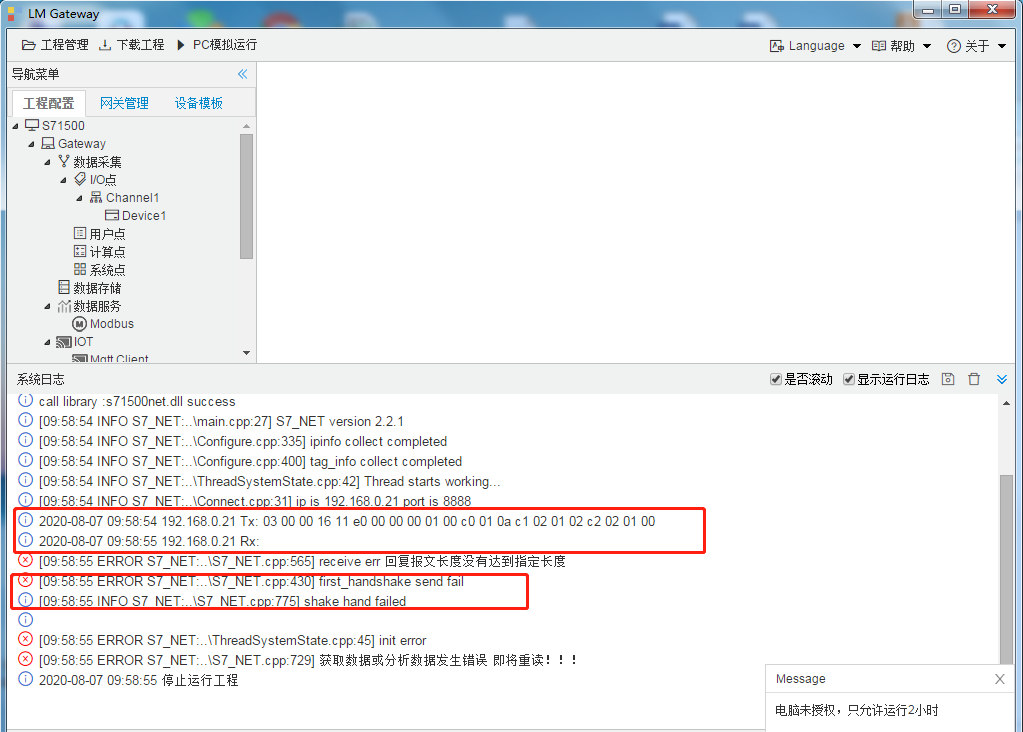 LM Gateway
工程管理 下载工程 PC模拟运行 Language 帮助 关于
导航菜单
工程配置 网关管理 设备模板
S71500
Gateway
数据采集
I/O点
Channel1
Device1
用户点
计算点
系统点
数据存储
数据服务
Modbus
IOT
Mqtt Client
系统日志 是否滚动 显示运行日志
call library :s71500net.dll success
[09:58:54 INFO S7_NET:..\main.cpp:27] S7_NET version 2.2.1
[09:58:54 INFO S7_NET:..\Configure.cpp:335] ipinfo collect completed
[09:58:54 INFO S7_NET:..\Configure.cpp:400] tag_info collect completed
[09:58:54 INFO S7_NET:..\ThreadSystemState.cpp:42] Thread starts working...
[09:58:54 INFO S7_NET:..\Connect.cpp:31] ip is 192.168.0.21 port is 8888
2020-08-07 09:58:54 192.168.0.21 Tx: 03 00 00 16 11 e0 00 00 00 01 00 c0 01 0a c1 02 01 02 c2 02 01 00
2020-08-07 09:58:55 192.168.0.21 Rx:
[09:58:55 ERROR S7_NET:..\S7_NET.cpp:565] receive err 回复报文长度没有达到指定长度
[09:58:55 ERROR S7_NET:..\S7_NET.cpp:430] first_handshake send fail
[09:58:55 INFO S7_NET:..\S7_NET.cpp:775] shake hand failed
[09:58:55 ERROR S7_NET:..\ThreadSystemState.cpp:45] init error
[09:58:55 ERROR S7_NET:..\S7_NET.cpp:729] 获取数据或分析数据发生错误 即将重读！！！
2020-08-07 09:58:55 停止运行工程
Message
电脑未授权，只允许运行2小时